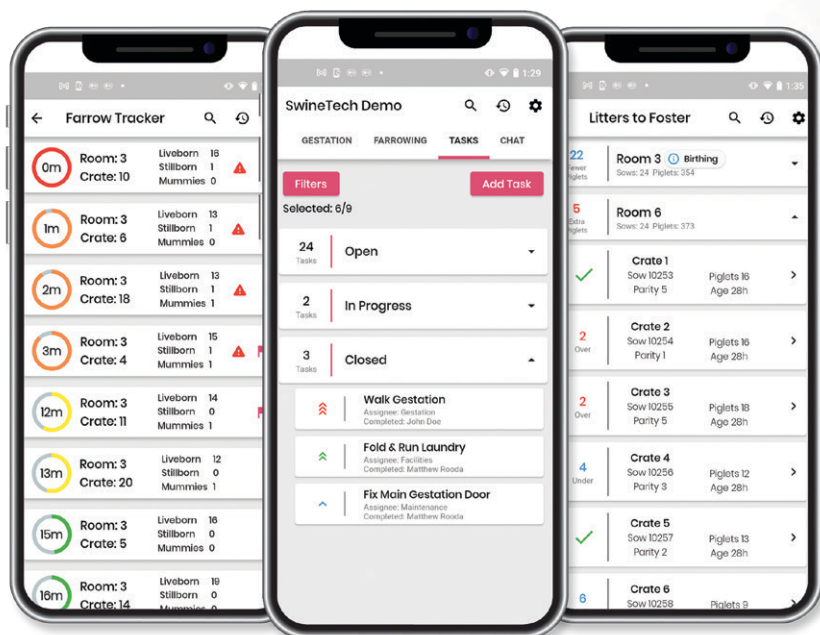 Farrow Tracker
0m
Room: 3
Crate: 10
Liveborn 16
Stillborn 1
Mummies 0
1m
Room: 3
Crate: 6
Liveborn 13
Stillborn 1
Mummies 0
2m
Room: 3
Crate: 18
Liveborn 13
Stillborn 1
Mummies 1
3m
Room: 3
Crate: 4
Liveborn 15
Stillborn 1
Mummies 1
12m
Room: 3
Crate: 11
Liveborn 14
Stillborn 0
Mummies 1
13m
Room: 3
Crate: 20
Liveborn 12
Stillborn 0
Mummies 1
15m
Room: 3
Crate: 5
Liveborn 16
Stillborn 0
Mummies 0
16m
Room: 3
Crate: 14
Liveborn 19
Stillborn 0
Mummies 0
1:29
SwineTech Demo
GESTATION FARROWING TASKS CHAT
Filters
Add Task
Selected: 6/9
24
Tasks
Open
2
Tasks
In Progress
3
Tasks
Closed
Walk Gestation
Assignee: Gestation
Completed: John Doe
Fold & Run Laundry
Assignee: Facilities
Completed: Matthew Rooda
Fix Main Gestation Door
Assignee: Maintenance
Completed: Matthew Rooda
1:35
Litters to Foster
22
Fewer
Piglets
Room 3
Birthing
Sows: 24 Piglets: 354
5
Extra
Piglets
Room 6
Sows: 24 Piglets: 373
Crate 1
Sow 10253
Parity 5
Piglets 16
Age 28h
2
Over
Crate 2
Sow 10254
Parity 1
Piglets 16
Age 28h
2
Over
Crate 3
Sow 10255
Parity 5
Piglets 18
Age 28h
4
Under
Crate 4
Sow 10256
Parity 3
Piglets 12
Age 28h
Crate 5
Sow 10257
Parity 2
Piglets 13
Age 28h
6
Crate 6
Sow 10258
Piglets 9